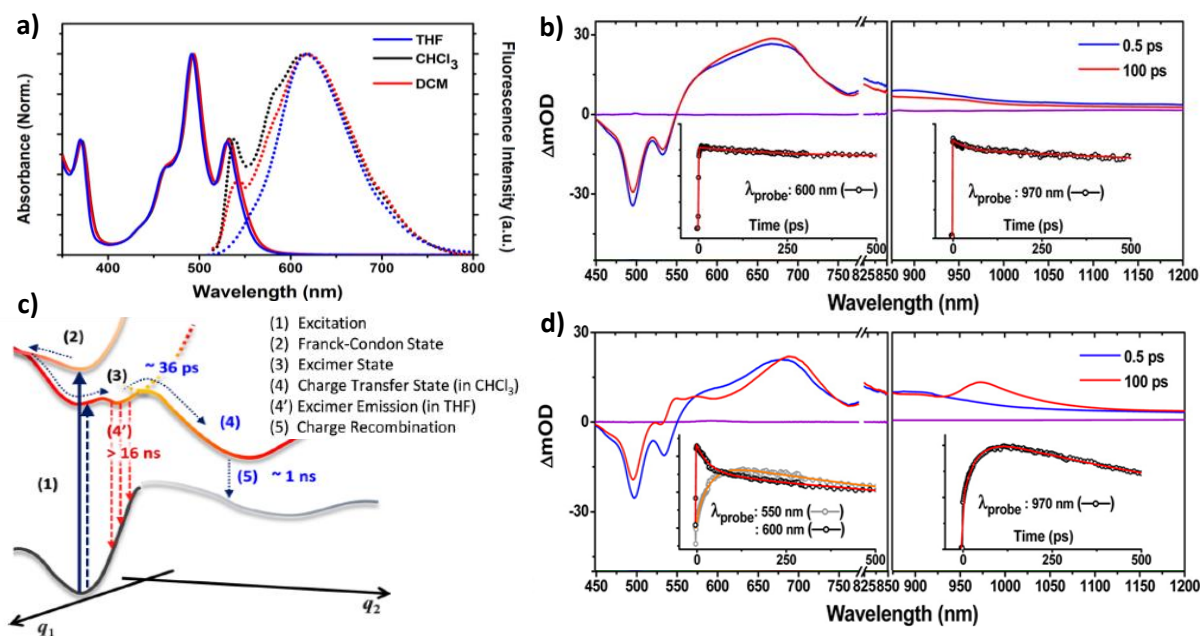 a)
Absorbance (Norm.)
Fluorescence Intensity (a.u.)
THF
CHCl3
DCM
400 500 600 700 800
Wavelength (nm)
b)
ΔmOD
30
0
-30
0.5 ps
100 ps
λprobe: 600 nm
Time (ps)
0 250 500
λprobe: 970 nm
Time (ps)
0 250 500
450 500 550 600 650 700 750 825 850 900 950 1000 1050 1100 1150 1200
Wavelength (nm)
c)
(1) Excitation
(2) Franck-Condon State
(3) Excimer State
(4) Charge Transfer State (in CHCl3)
(4') Excimer Emission (in THF)
(5) Charge Recombination
(2)
(3)
~ 36 ps
(4)
(4')
> 16 ns
(1)
(5) ~ 1 ns
q1
q2
d)
ΔmOD
30
0
-30
0.5 ps
100 ps
λprobe: 550 nm
: 600 nm
Time (ps)
0 250 500
λprobe: 970 nm
Time (ps)
0 250 500
450 500 550 600 650 700 750 825 850 900 950 1000 1050 1100 1150 1200
Wavelength (nm)